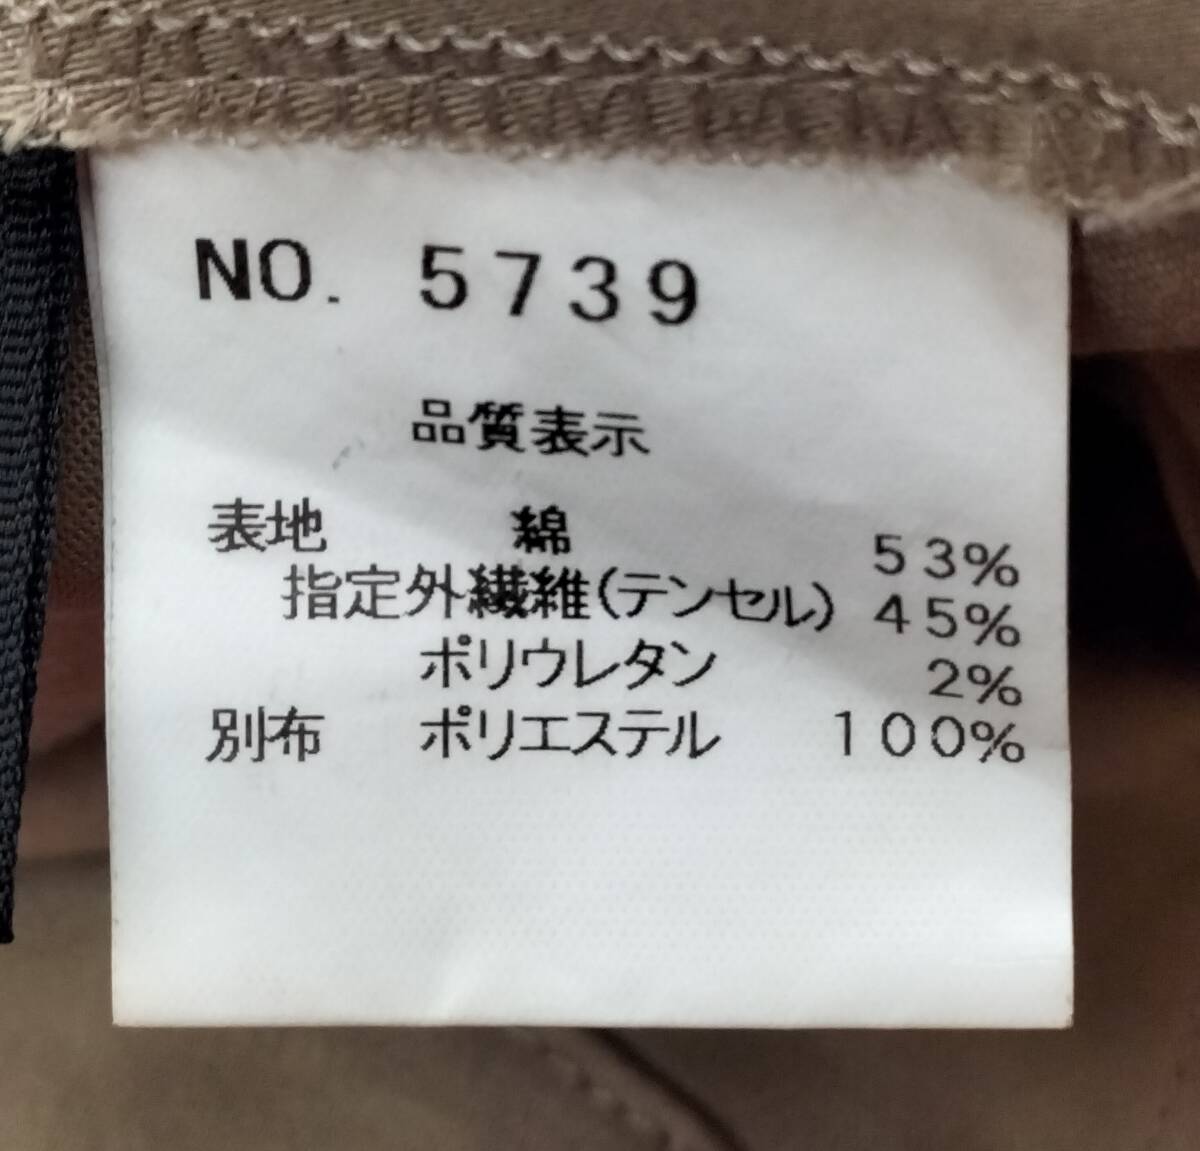 NO. 5739
品質表示
表地 綿 53%
指定外繊維(テンセル) 45%
ポリウレタン 2%
別布 ポリエステル 100%